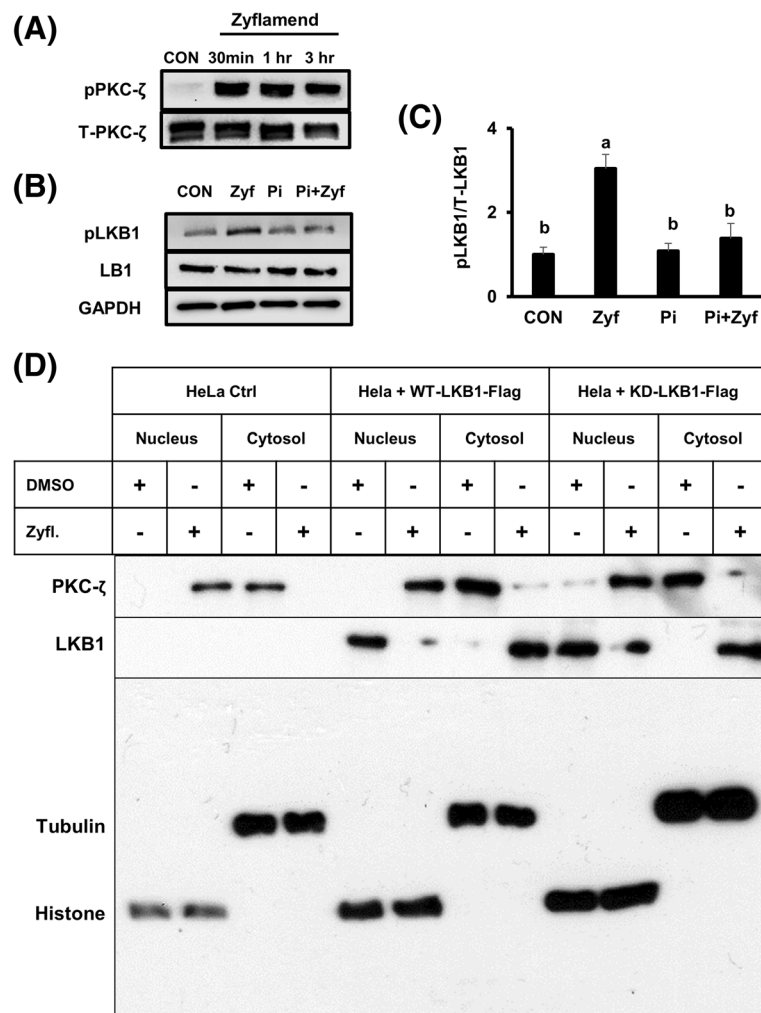 (A)
Zyflamend
CON 30min 1 hr 3 hr
pPKC-ζ
T-PKC-ζ
(B)
CON Zyf Pi Pi+Zyf
pLKB1
LB1
GAPDH
(C)
pLKB1/T-LKB1
4
2
0
b a b b
CON Zyf Pi Pi+Zyf
(D)
HeLa Ctrl Hela + WT-LKB1-Flag Hela + KD-LKB1-Flag
Nucleus Cytosol Nucleus Cytosol Nucleus Cytosol
DMSO + - + - + - + - + - + -
Zyfl. - + - + - + - + - + - +
PKC-ζ
LKB1
Tubulin
Histone